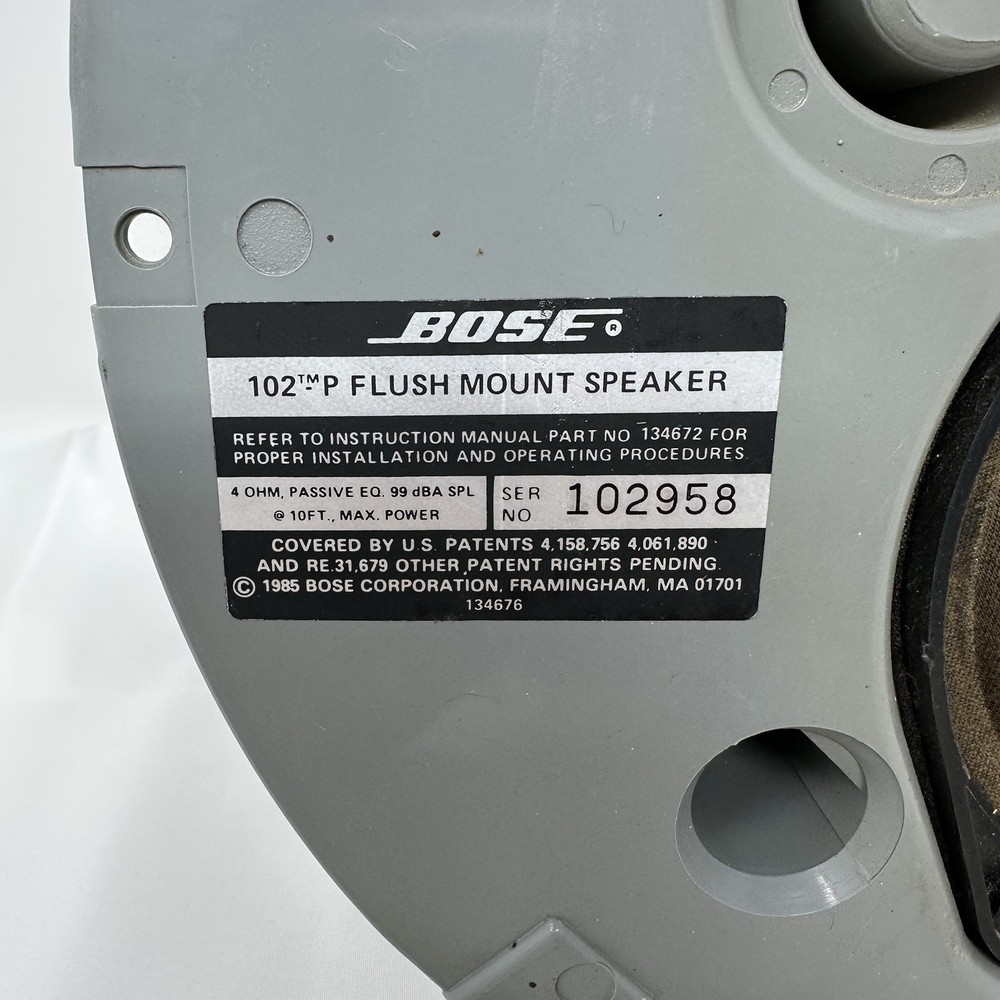 BOSE®
102™-P FLUSH MOUNT SPEAKER
REFER TO INSTRUCTION MANUAL PART NO 134672 FOR
PROPER INSTALLATION AND OPERATING PROCEDURES.
4 OHM, PASSIVE EQ. 99 dBA SPL
@ 10FT., MAX. POWER
SER
NO
102958
COVERED BY U.S. PATENTS 4,158,756 4,061,890
AND RE.31,679 OTHER PATENT RIGHTS PENDING.
© 1985 BOSE CORPORATION, FRAMINGHAM, MA 01701
134676